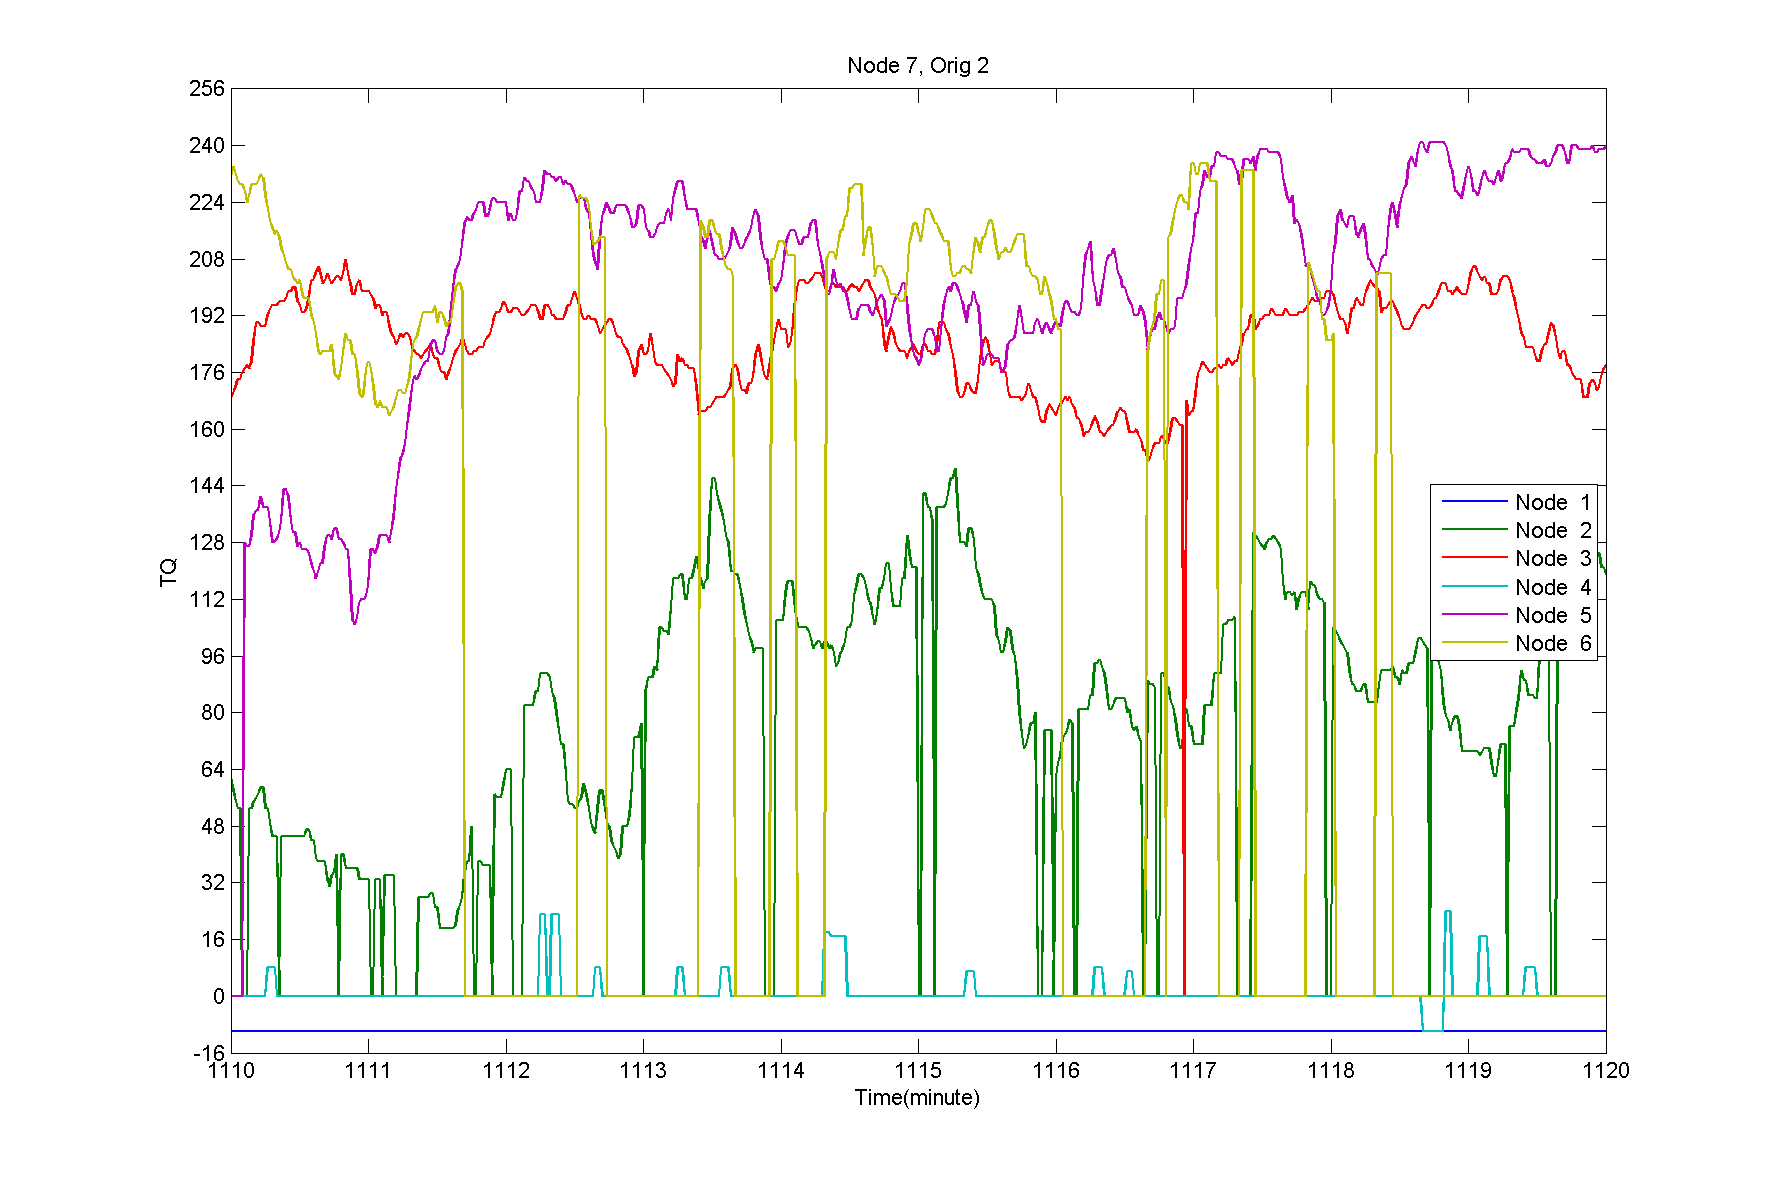 Node 7, Orig 2
256
240
224
208
192
176
160
144
128
112
96
80
64
48
32
16
0
-16
TQ
Node 1
Node 2
Node 3
Node 4
Node 5
Node 6
1110 1111 1112 1113 1114 1115 1116 1117 1118 1119 1120
Time(minute)